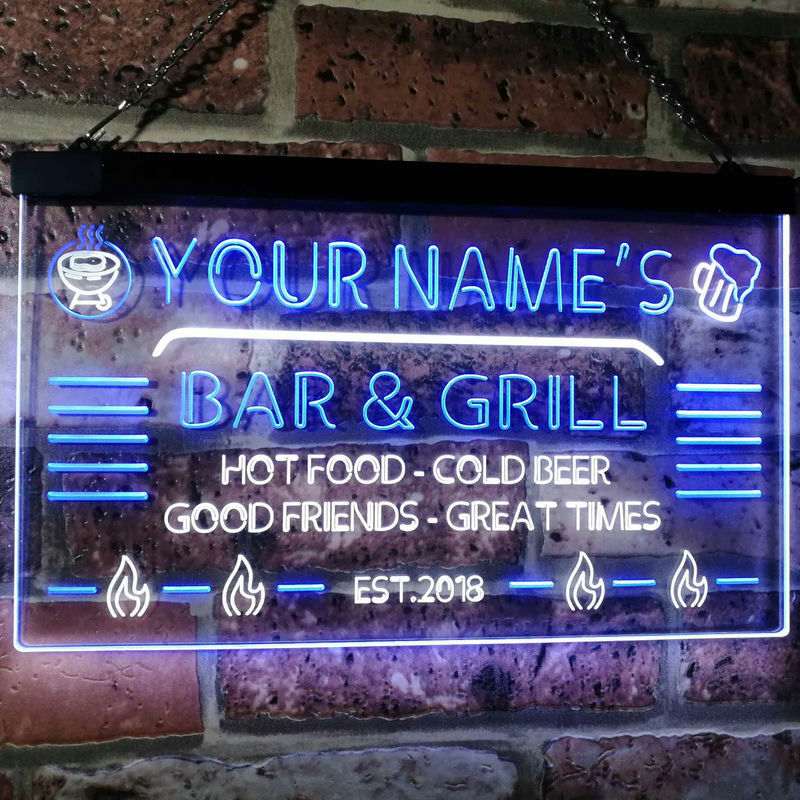 YOUR NAME'S
BAR & GRILL
HOT FOOD - COLD BEER
GOOD FRIENDS - GREAT TIMES
EST.2018